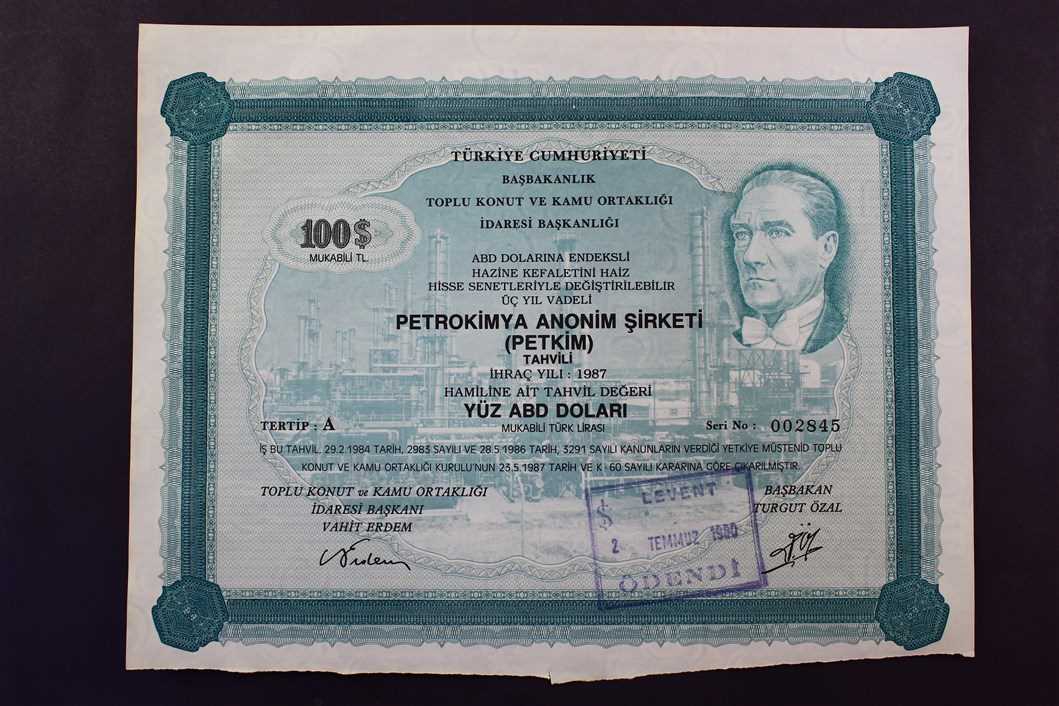 TÜRKİYE CUMHURİYETİ
BAŞBAKANLIK
TOPLU KONUT VE KAMU ORTAKLIĞI
İDARESİ BAŞKANLIĞI
100$
MUKABİLİ TL.
ABD DOLARINA ENDEKSLİ
HAZİNE KEFALETİNİ HAİZ
HİSSE SENETLERİYLE DEĞİŞTİRİLEBİLİR
ÜÇ YIL VADELİ
PETROKİMYA ANONİM ŞİRKETİ
(PETKİM)
TAHVİLİ
İHRAÇ YILI : 1987
HAMİLİNE AİT TAHVİL DEĞERİ
YÜZ ABD DOLARI
MUKABİLİ TÜRK LİRASI
TERTİP : A
Seri No : 002845
İŞ BU TAHVİL, 29.2.1984 TARİH, 2983 SAYILI VE 28.5.1986 TARİH, 3291 SAYILI KANUNLARIN VERDİĞİ YETKİYE MÜSTENİD TOPLU
KONUT VE KAMU ORTAKLIĞI KURULU'NUN 23.5.1987 TARİH VE K - 60 SAYILI KARARINA GÖRE ÇIKARILMIŞTIR.
TOPLU KONUT ve KAMU ORTAKLIĞI
İDARESİ BAŞKANI
VAHİT ERDEM
BAŞBAKAN
TURGUT ÖZAL
LEVENT
$
2 TEMMUZ 1990
ÖDENDİ